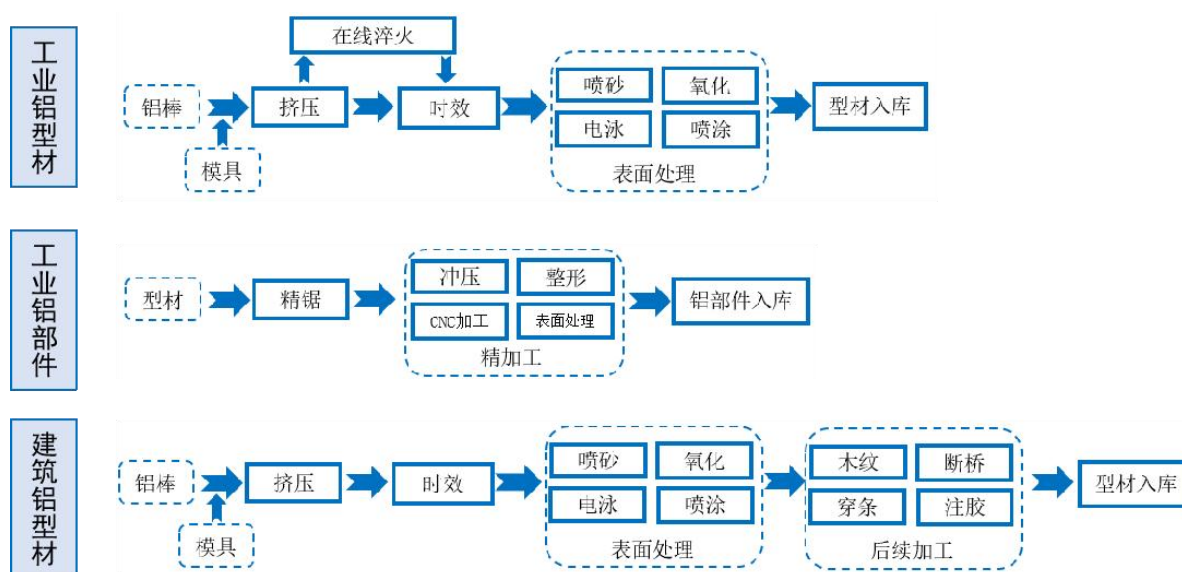 工业铝型材
在线淬火
铝棒
挤压
时效
喷砂
氧化
电泳
喷涂
表面处理
型材入库
模具
工业铝部件
型材
精锯
冲压
整形
CNC加工
表面处理
精加工
铝部件入库
建筑铝型材
铝棒
挤压
时效
喷砂
氧化
电泳
喷涂
表面处理
木纹
断桥
穿条
注胶
后续加工
型材入库
模具